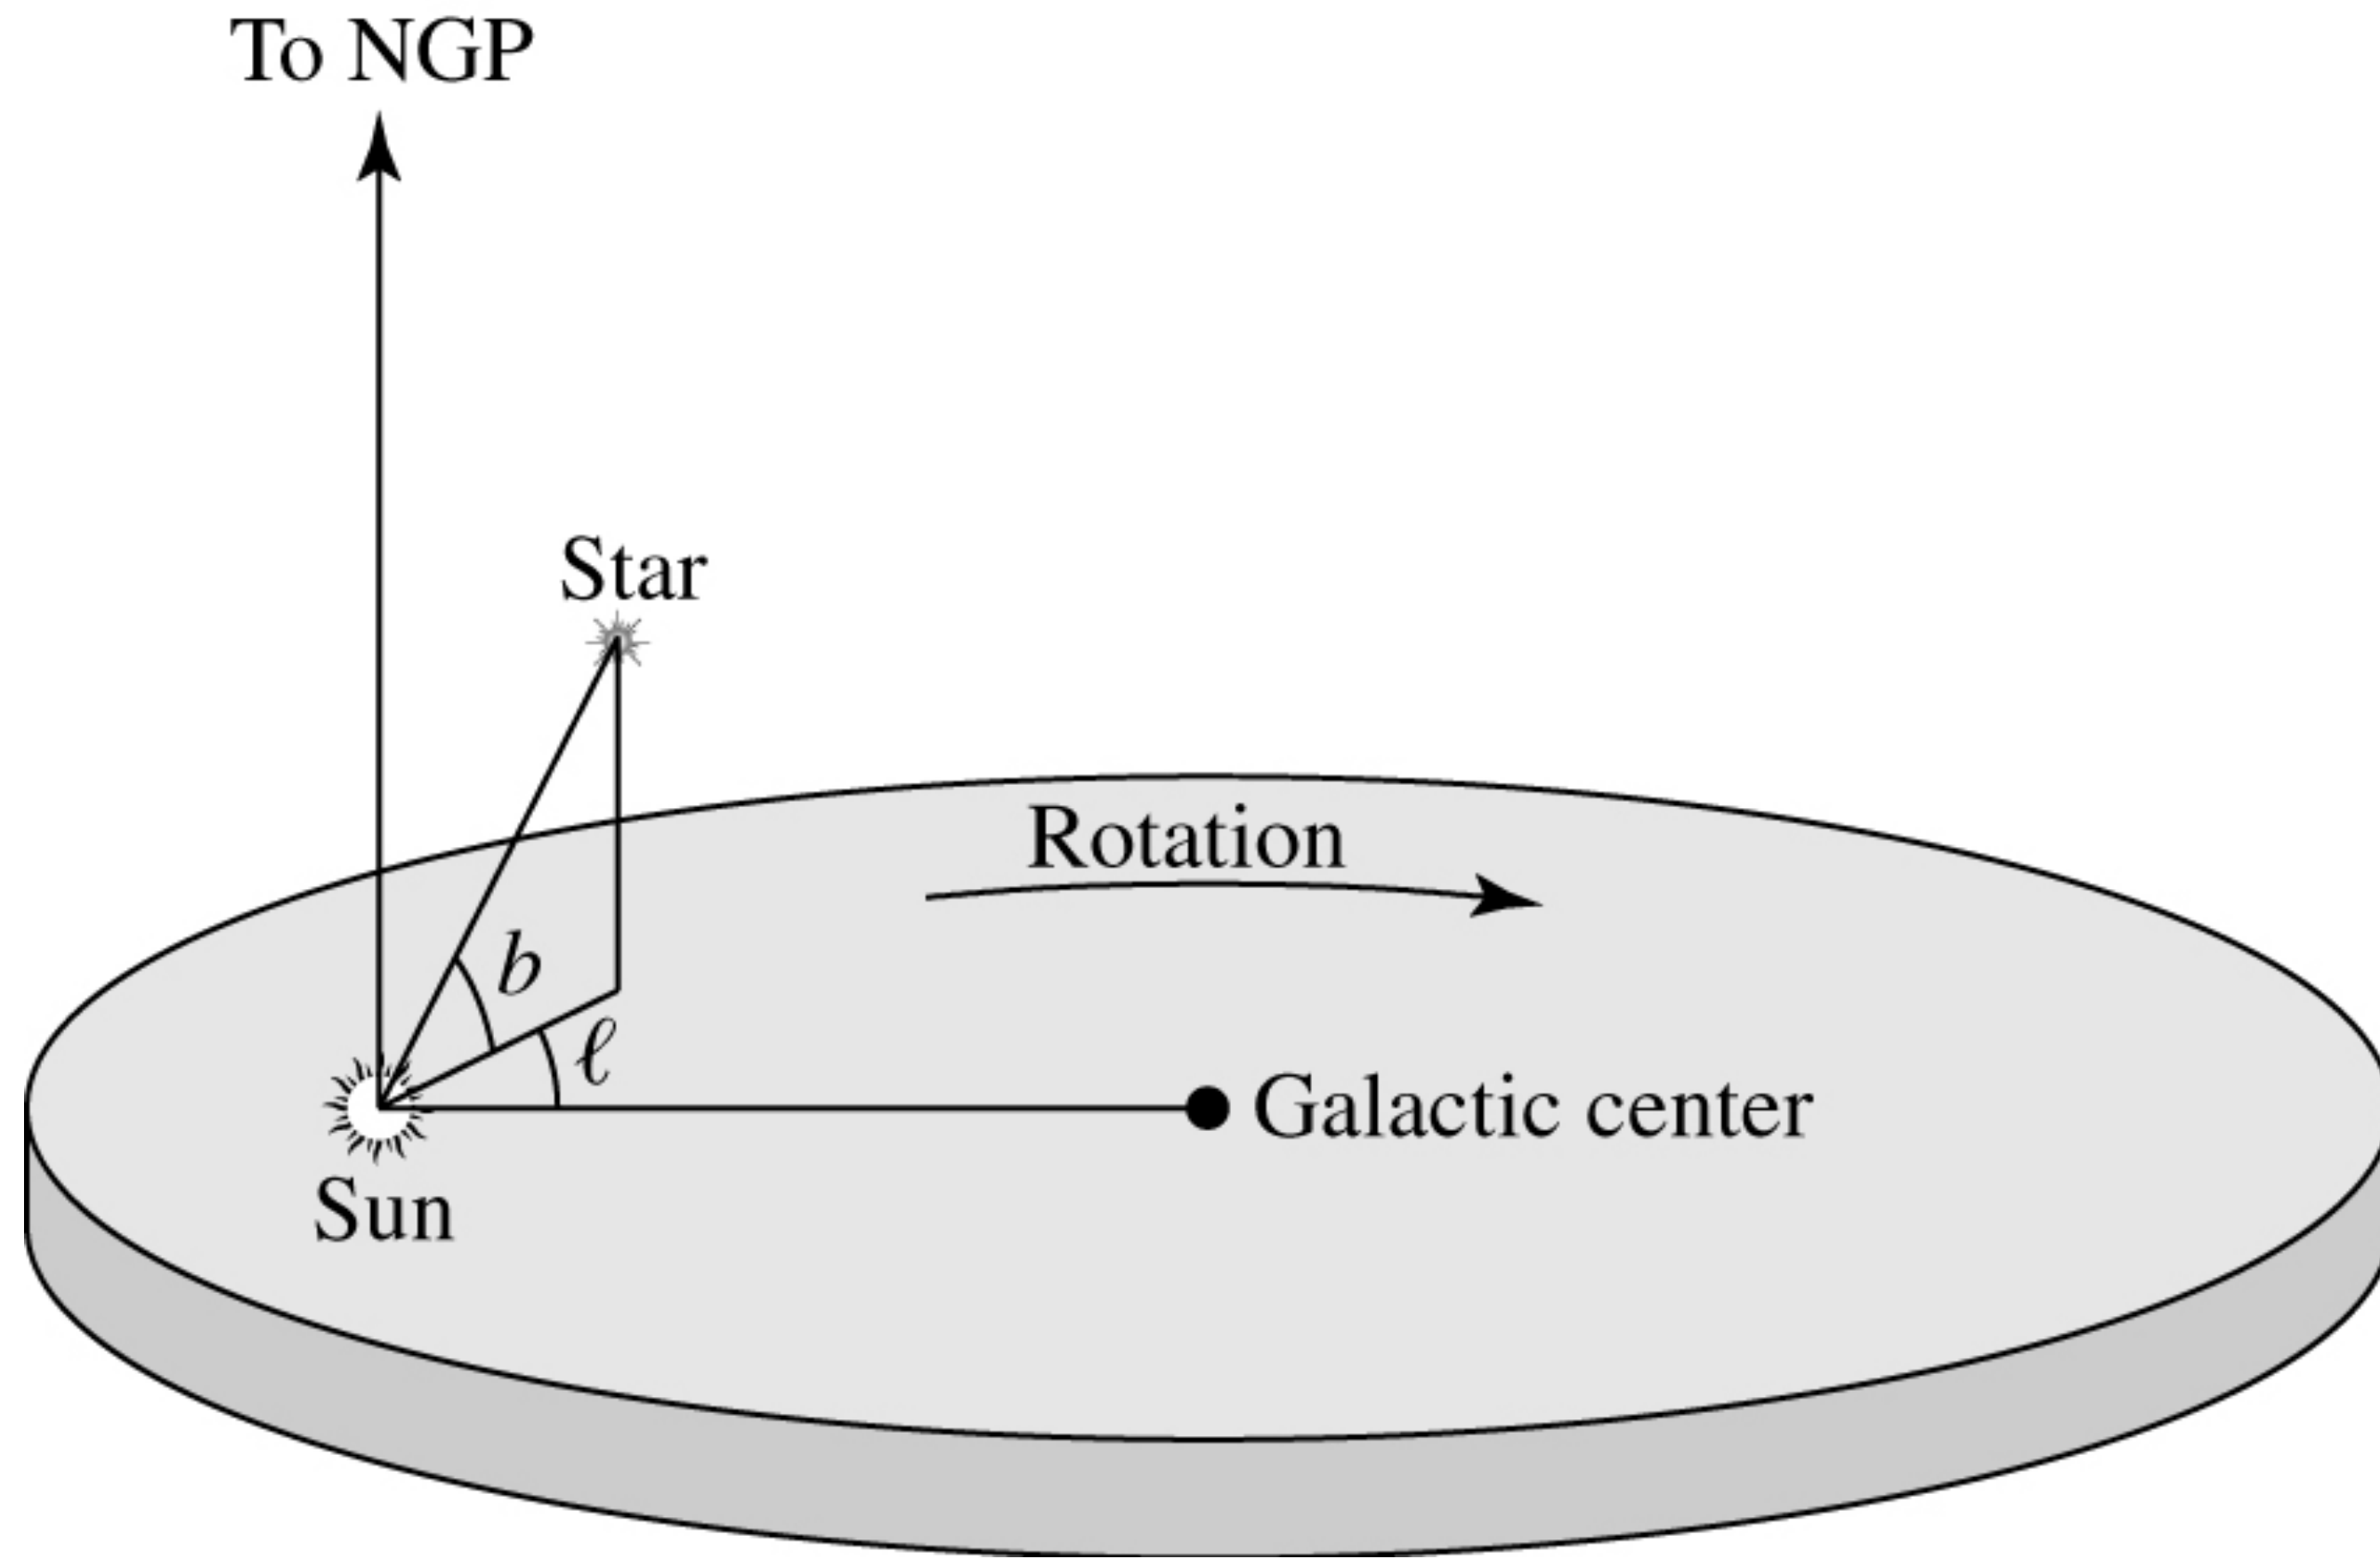 To NGP
Star
Rotation
b
ℓ
Galactic center
Sun